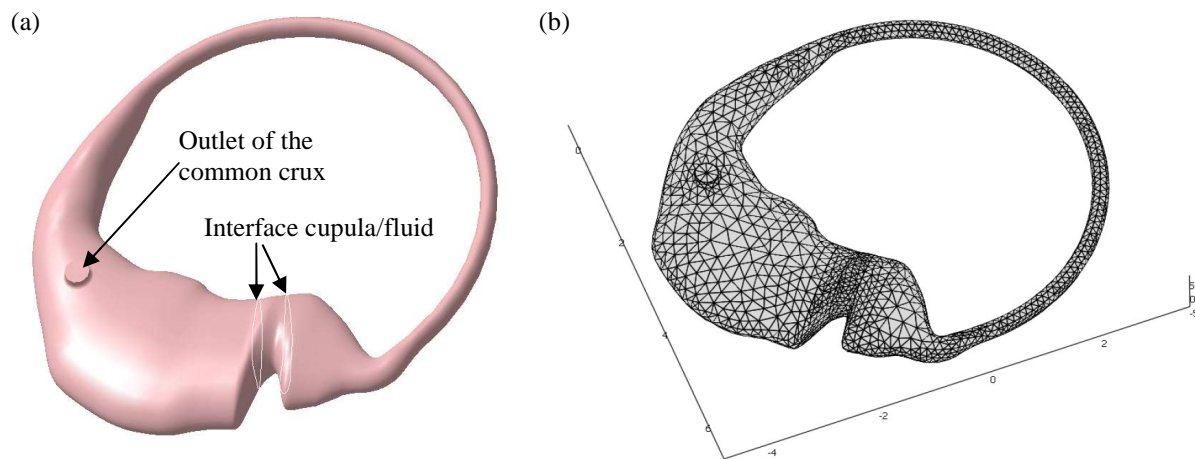 (a)
Outlet of the
common crux
Interface cupula/fluid
(b)
0
2
4
6
-4
-2
0
2
5
0
-5